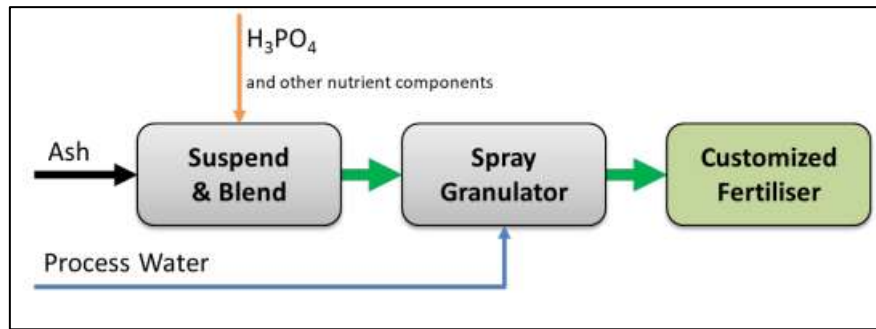 H₃PO₄
and other nutrient components
Ash
Suspend
& Blend
Spray
Granulator
Customized
Fertiliser
Process Water